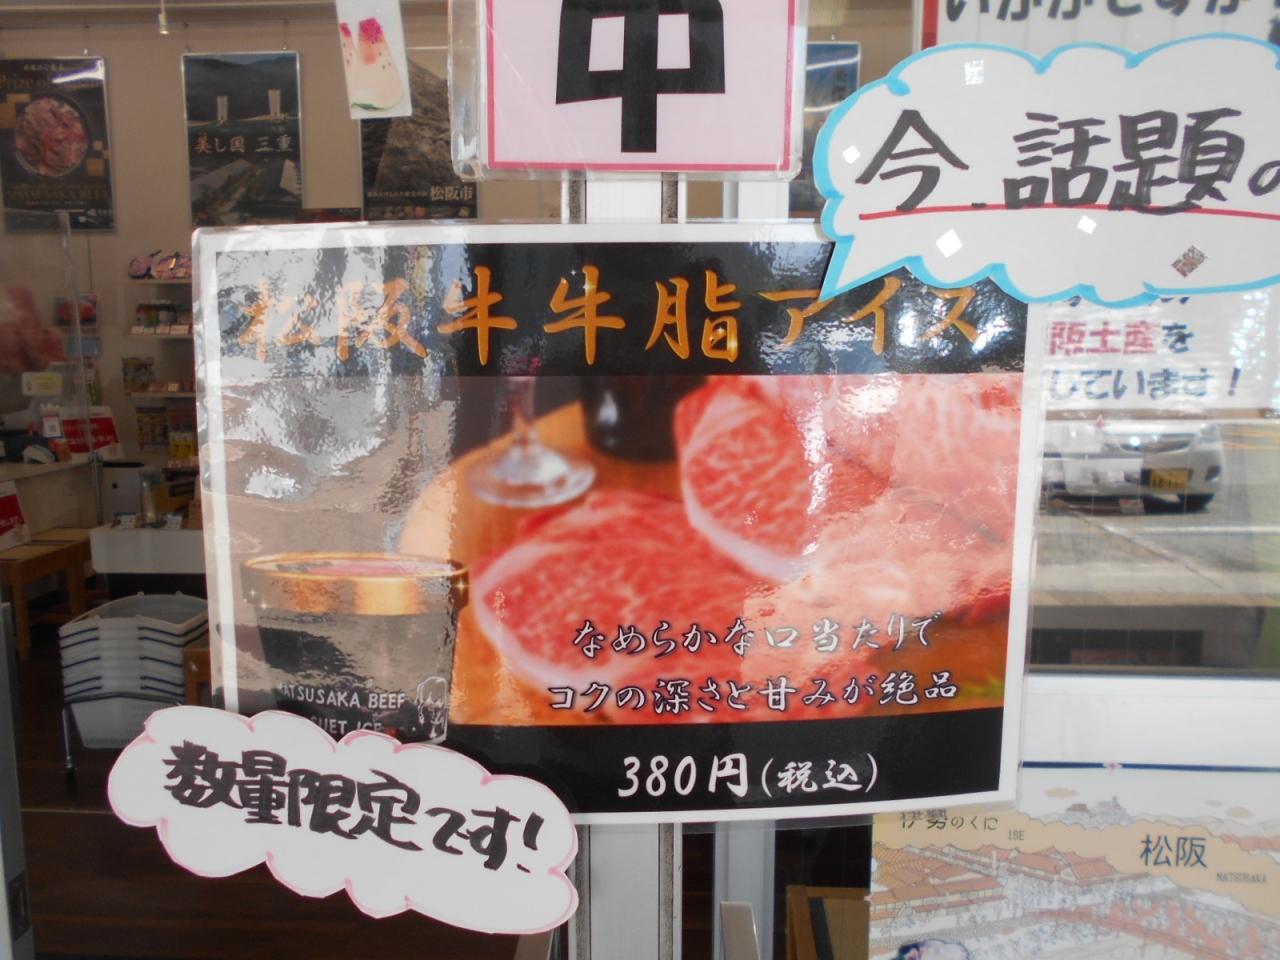 中
今、話題の
美し国 三重
松阪市
松阪牛牛脂アイス
阪土産を
しています!
なめらかな口当たりで
コクの深さと甘みが絶品
MATSUSAKA BEEF
SUET ICE
380円(税込)
数量限定です!
伊勢のくに
ISE
松阪
MATSUSAKA